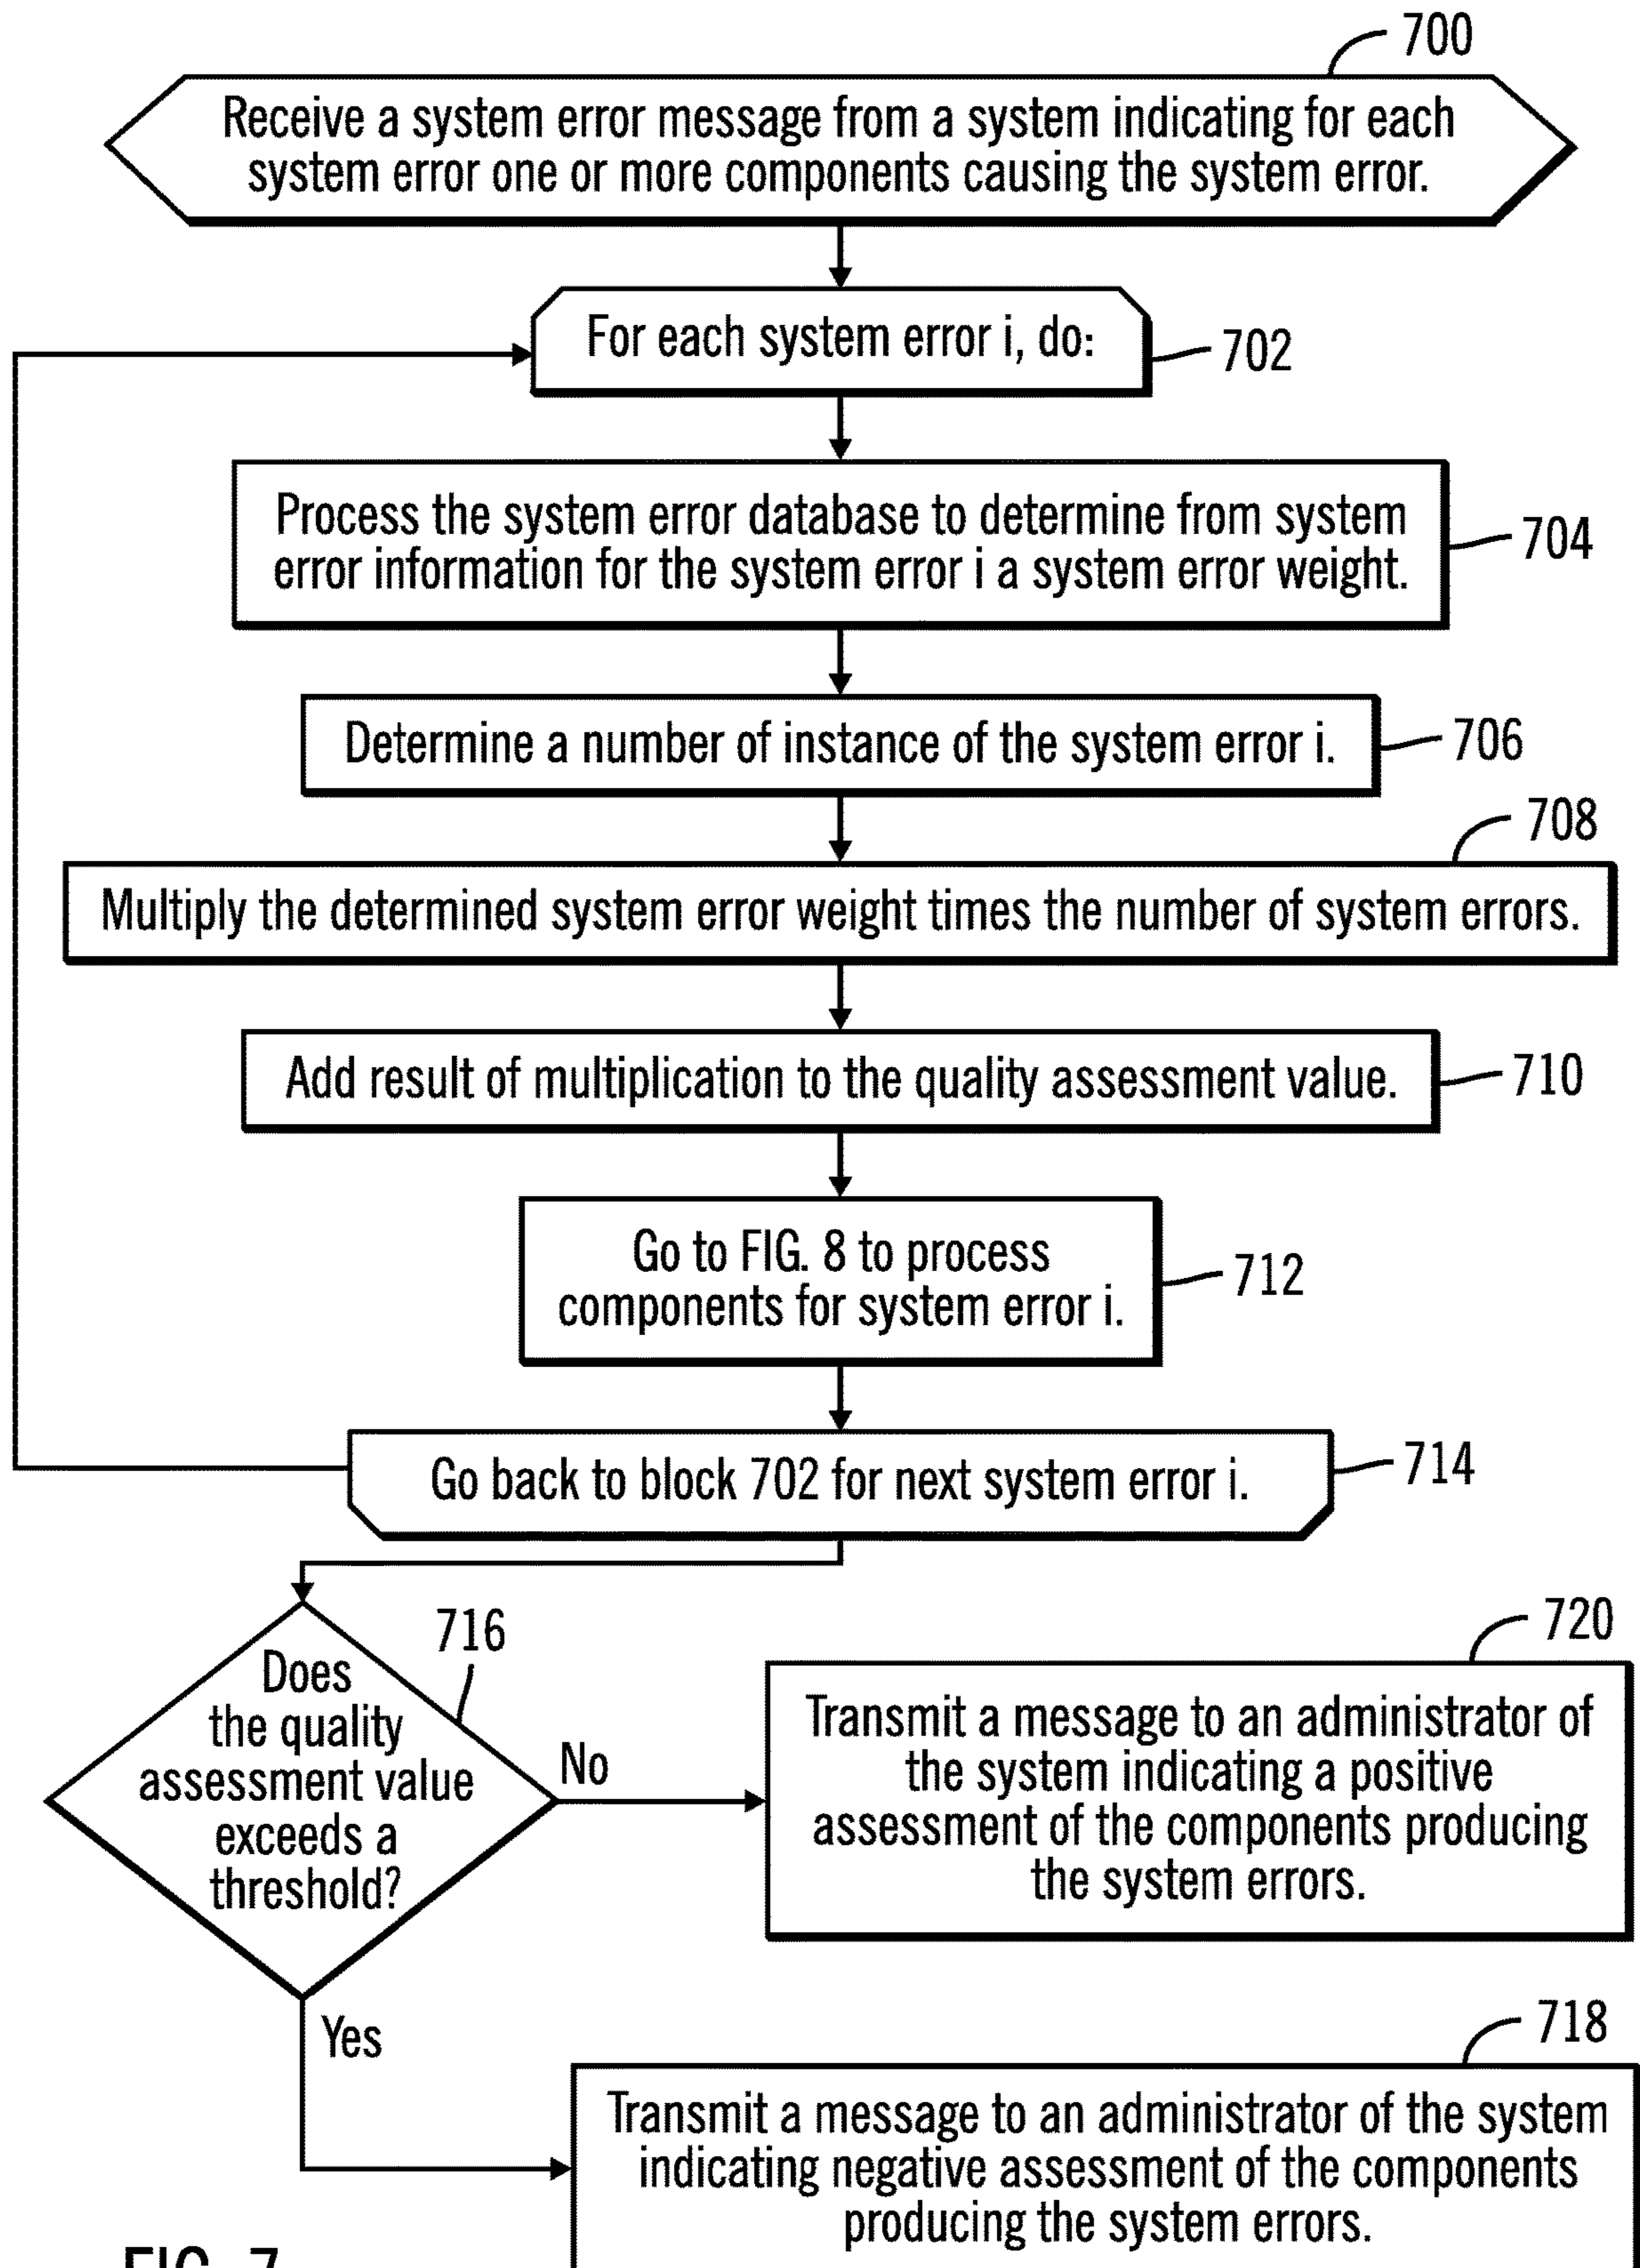 700
Receive a system error message from a system indicating for each
system error one or more components causing the system error.
For each system error i, do:
702
Process the system error database to determine from system
error information for the system error i a system error weight.
704
Determine a number of instance of the system error i.
706
708
Multiply the determined system error weight times the number of system errors.
Add result of multiplication to the quality assessment value.
710
Go to FIG. 8 to process
components for system error i.
712
Go back to block 702 for next system error i.
714
716
Does
the quality
assessment value
exceeds a
threshold?
No
720
Transmit a message to an administrator of
the system indicating a positive
assessment of the components producing
the system errors.
Yes
718
Transmit a message to an administrator of the system
indicating negative assessment of the components
producing the system errors.
FIG. 7